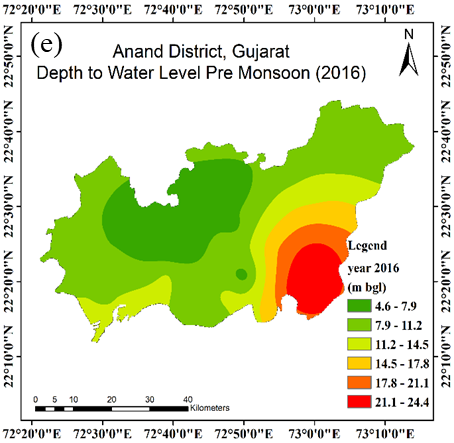 72°20'0"E 72°30'0"E 72°40'0"E 72°50'0"E 73°0'0"E 73°10'0"E
(e)
N
Anand District, Gujarat
Depth to Water Level Pre Monsoon (2016)
22°50'0"N 22°50'0"N
22°40'0"N 22°40'0"N
22°30'0"N 22°30'0"N
22°20'0"N 22°20'0"N
22°10'0"N 22°10'0"N
Legend
year 2016
(m bgl)
4.6 - 7.9
7.9 - 11.2
11.2 - 14.5
14.5 - 17.8
17.8 - 21.1
21.1 - 24.4
0 5 10 20 30 40
Kilometers
72°20'0"E 72°30'0"E 72°40'0"E 72°50'0"E 73°0'0"E 73°10'0"E